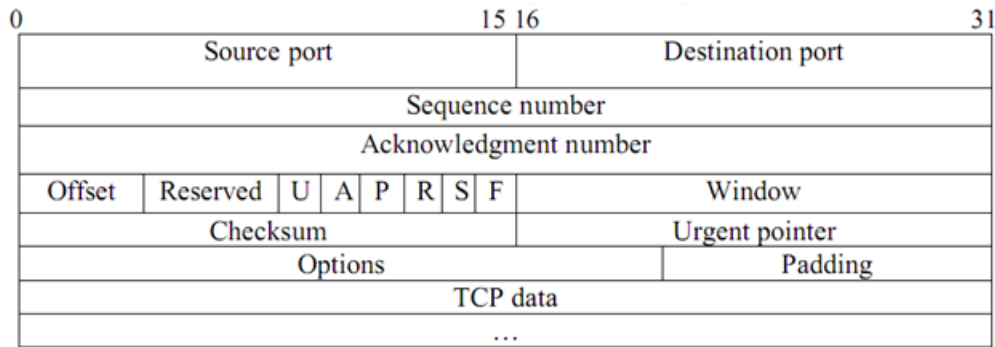 0 15 16 31
Source port Destination port
Sequence number
Acknowledgment number
Offset Reserved U A P R S F Window
Checksum Urgent pointer
Options Padding
TCP data
...